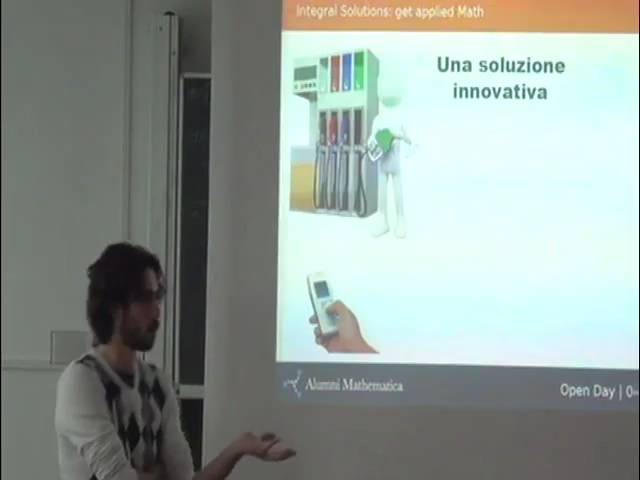 Integral Solutions: get applied Math
Una soluzione
innovativa
Alumni Mathematica
Open Day |